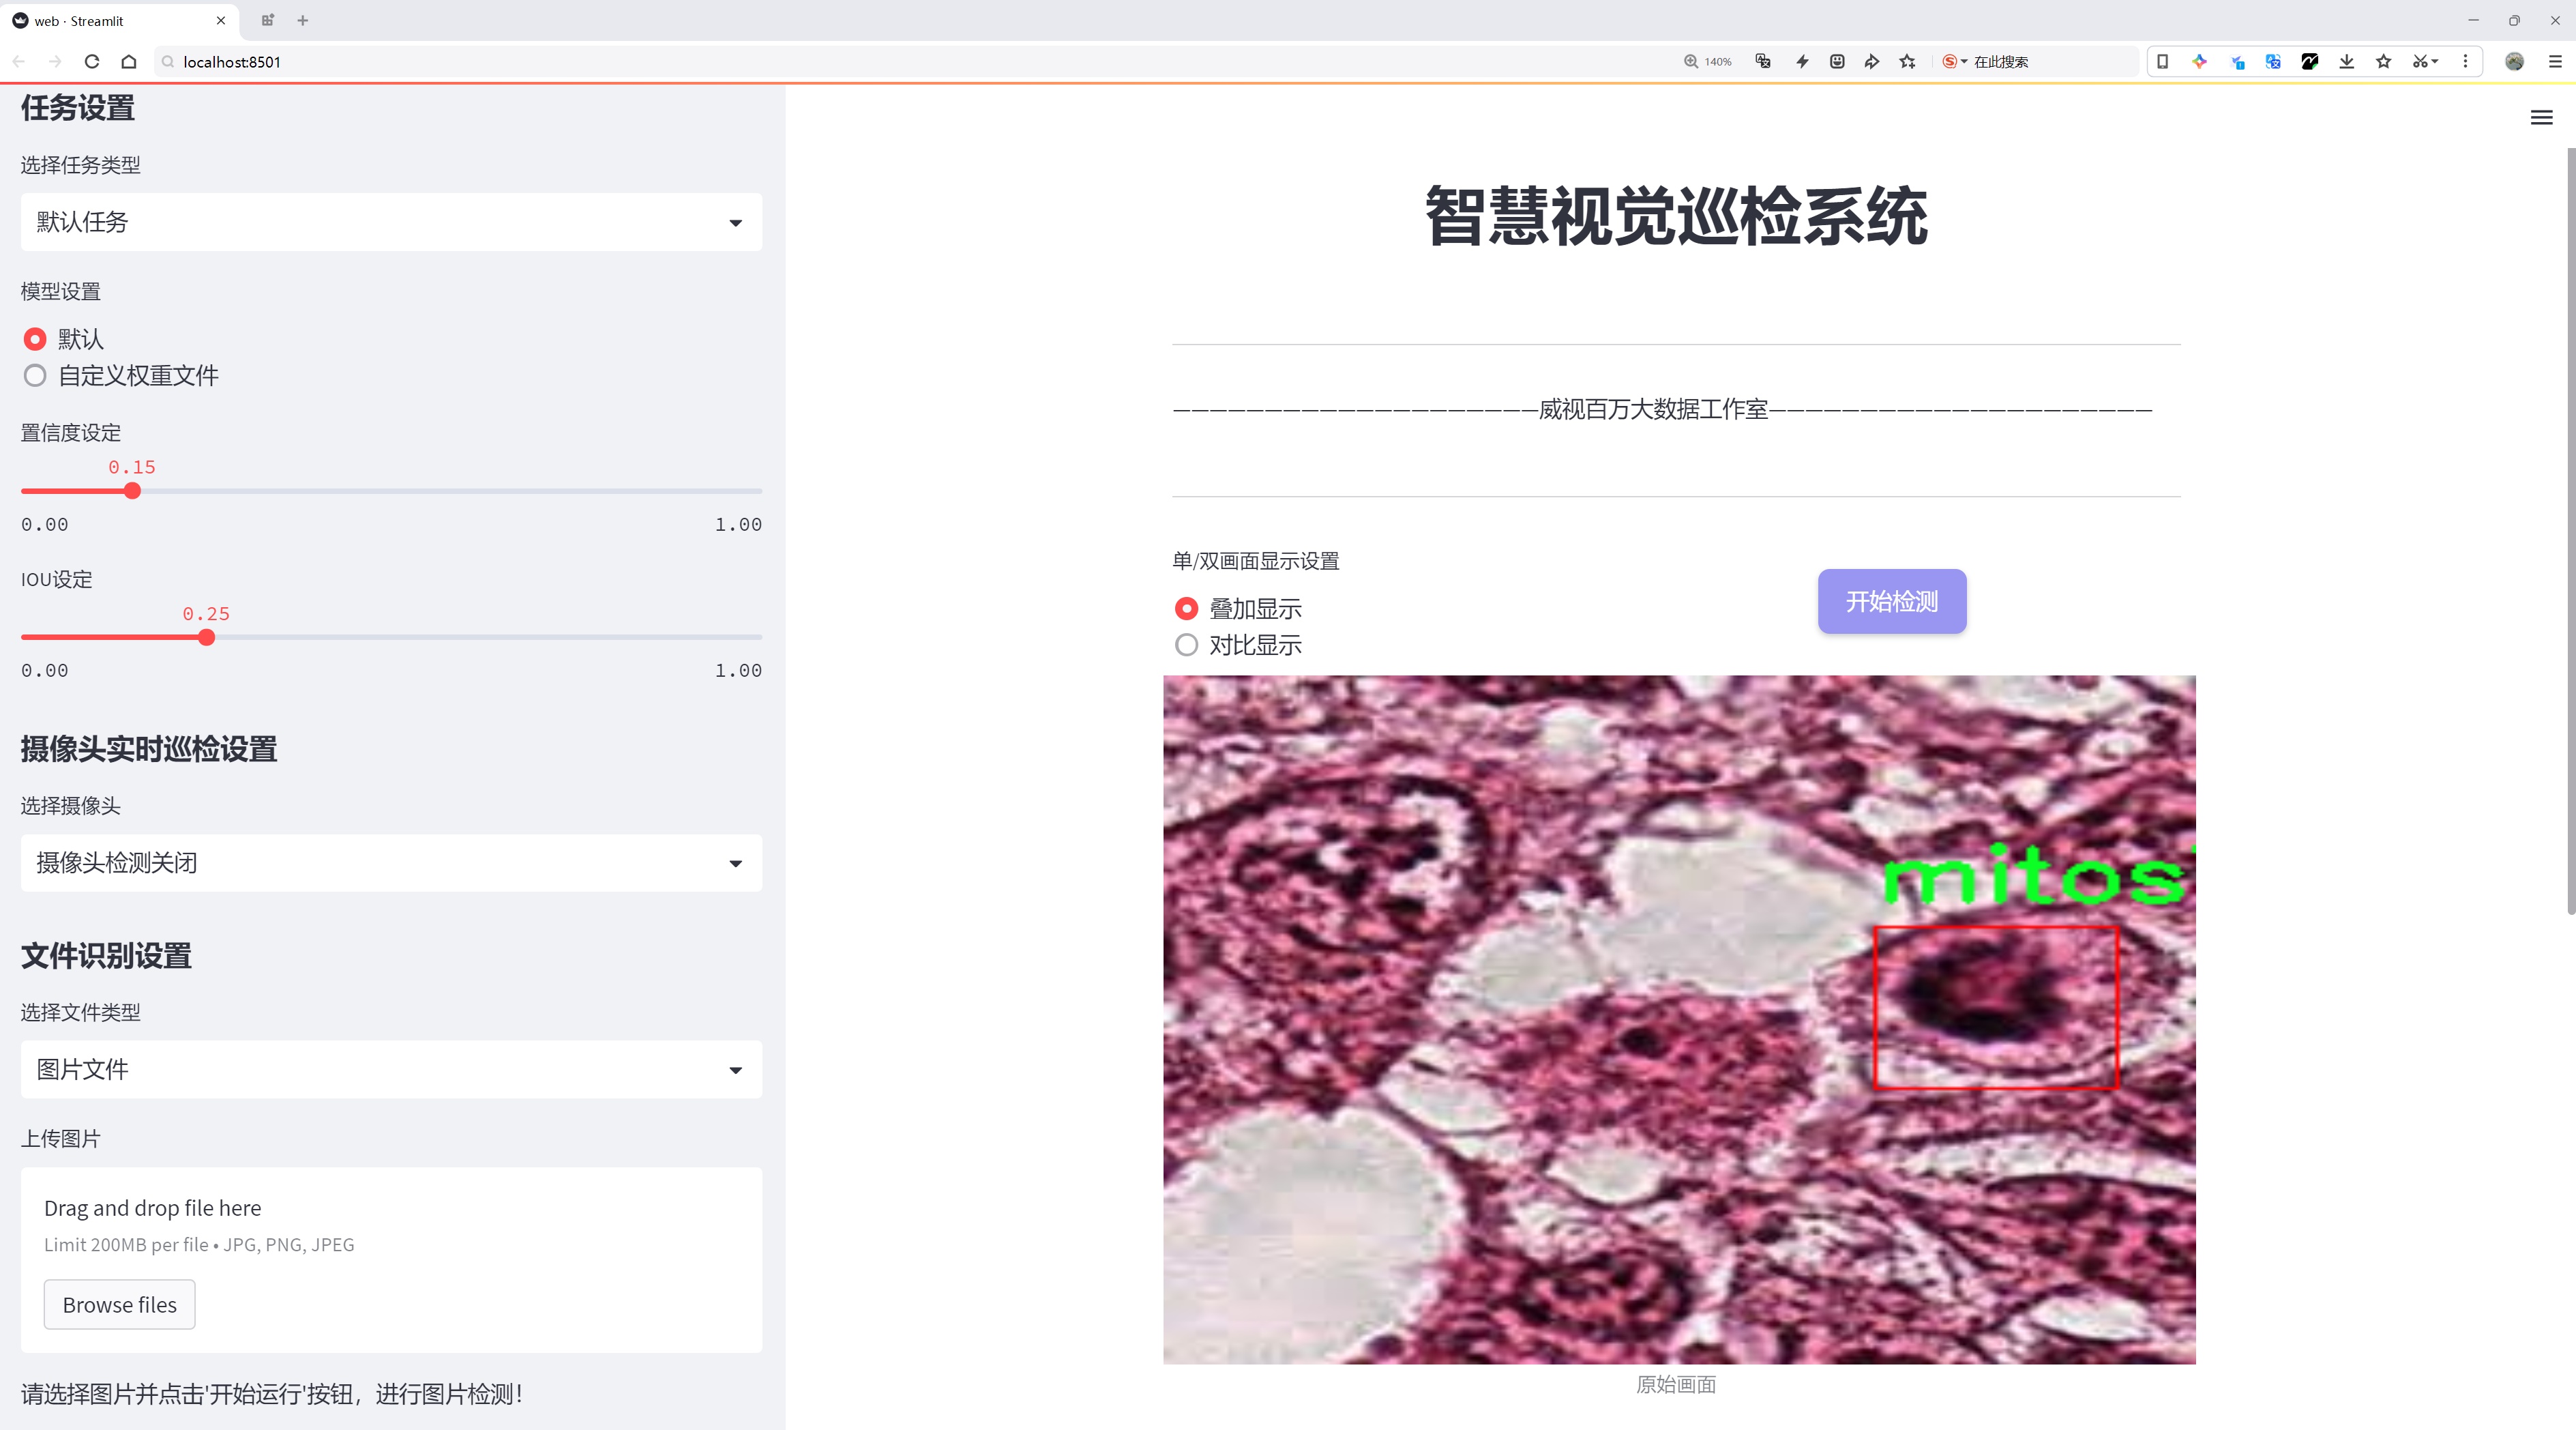 web · Streamlit
localhost:8501
140%
在此搜索
任务设置
选择任务类型
默认任务
模型设置
默认
自定义权重文件
置信度设定
0.15
0.00 1.00
IOU设定
0.25
0.00 1.00
摄像头实时巡检设置
选择摄像头
摄像头检测关闭
文件识别设置
选择文件类型
图片文件
上传图片
Drag and drop file here
Limit 200MB per file • JPG, PNG, JPEG
Browse files
请选择图片并点击'开始运行'按钮，进行图片检测！
智慧视觉巡检系统
————————————————————威视百万大数据工作室—————————————————————
单/双画面显示设置
叠加显示
对比显示
开始检测
mitos
原始画面